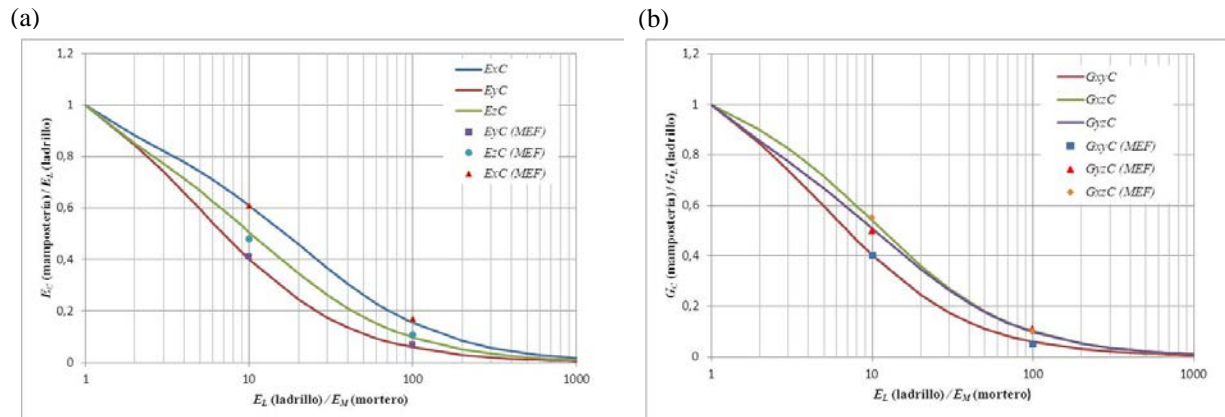 (a)
(b)
1,2
1
0,8
0,6
0,4
0,2
0
1
10
100
1000
E_C (mampostería)/ E_L (ladrillo)
E_L (ladrillo)/E_M (mortero)
ExC
EyC
EzC
EyC (MEF)
EzC (MEF)
ExC (MEF)
1,2
1
0,8
0,6
0,4
0,2
0
1
10
100
1000
G_C (mampostería)/ G_L (ladrillo)
E_L (ladrillo)/E_M (mortero)
GxyC
GxzC
GyzC
GxyC (MEF)
GyzC (MEF)
GxzC (MEF)